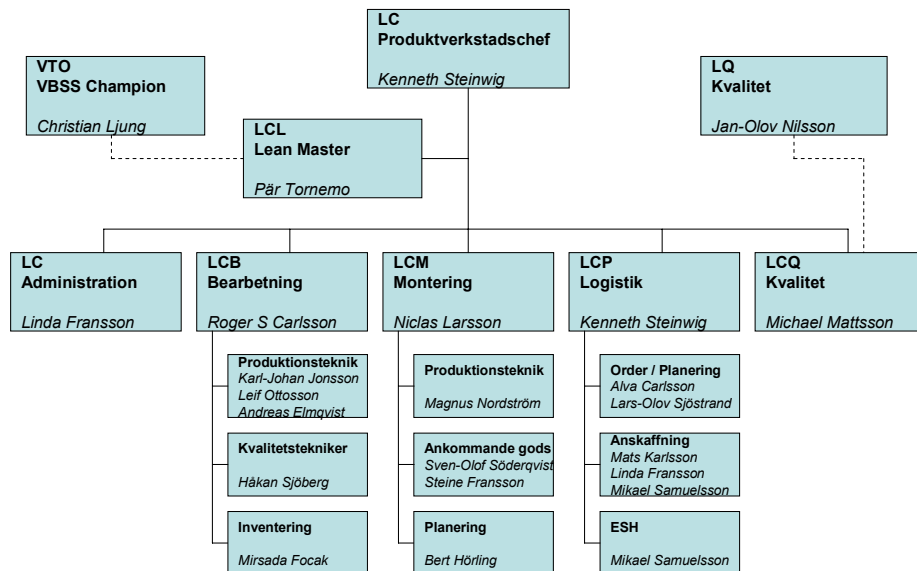 LC
Produktverkstadschef
Kenneth Steinwig
VTO
VBSS Champion
Christian Ljung
LQ
Kvalitet
Jan-Olov Nilsson
LCL
Lean Master
Pär Tornemo
LC
Administration
Linda Fransson
LCB
Bearbetning
Roger S Carlsson
LCM
Montering
Niclas Larsson
LCP
Logistik
Kenneth Steinwig
LCQ
Kvalitet
Michael Mattsson
Produktionsteknik
Karl-Johan Jonsson
Leif Ottosson
Andreas Elmqvist
Kvalitetstekniker
Håkan Sjöberg
Inventering
Mirsada Focak
Produktionsteknik
Magnus Nordström
Ankommande gods
Sven-Olof Söderqvist
Steine Fransson
Planering
Bert Hörling
Order / Planering
Alva Carlsson
Lars-Olov Sjöstrand
Anskaffning
Mats Karlsson
Linda Fransson
Mikael Samuelsson
ESH
Mikael Samuelsson